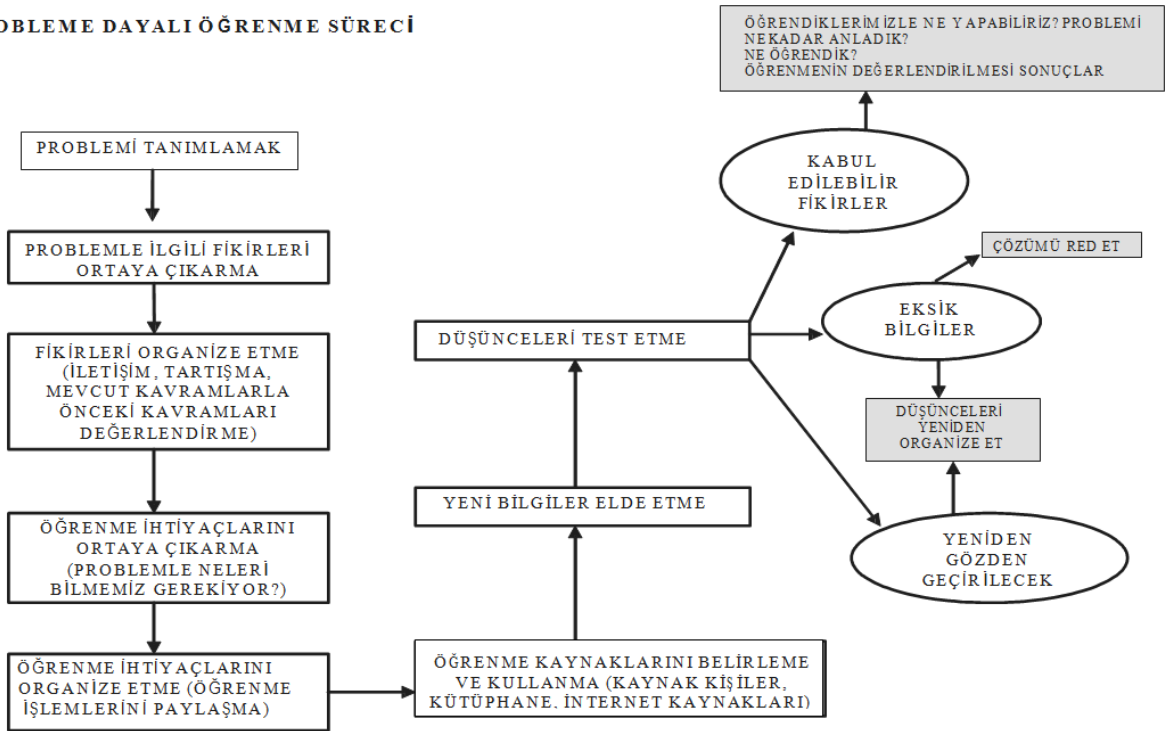 OBLEME DAYALI ÖĞRENME SÜRECİ
PROBLEMİ TANIMLAMAK
PROBLEMLE İLGİLİ FİKİRLERİ
ORTAYA ÇIKARMA
FİKİRLERİ ORGANİZE ETME
(İLETİŞİM, TARTIŞMA,
MEVCUT KAVRAMLARLA
ÖNCEKİ KAVRAMLARI
DEĞERLENDİRME)
ÖĞRENME İHTİYAÇLARINI
ORTAYA ÇIKARMA
(PROBLEMLE NELERİ
BİLMEMİZ GEREKİYOR?)
ÖĞRENME İHTİYAÇLARINI
ORGANİZE ETME (ÖĞRENME
İŞLEMLERİNİ PAYLAŞMA)
ÖĞRENME KAYNAKLARINI BELİRLEME
VE KULLANMA (KAYNAK KİŞİLER,
KÜTÜPHANE. İNTERNET KAYNAKLARI)
YENİ BİLGİLER ELDE ETME
DÜŞÜNCELERİ TEST ETME
KABUL
EDİLEBİLİR
FİKİRLER
ÖĞRENDİKLERİMİZLE NE YAPABİLİRİZ? PROBLEMİ
NEKADAR ANLADIK?
NE ÖĞRENDİK?
ÖĞRENMENİN DEĞERLENDİRİLMESİ SONUÇLAR
EKSİK
BİLGİLER
ÇÖZÜMÜ RED ET
DÜŞÜNCELERİ
YENİDEN
ORGANİZE ET
YENİDEN
GÖZDEN
GEÇİRİLECEK